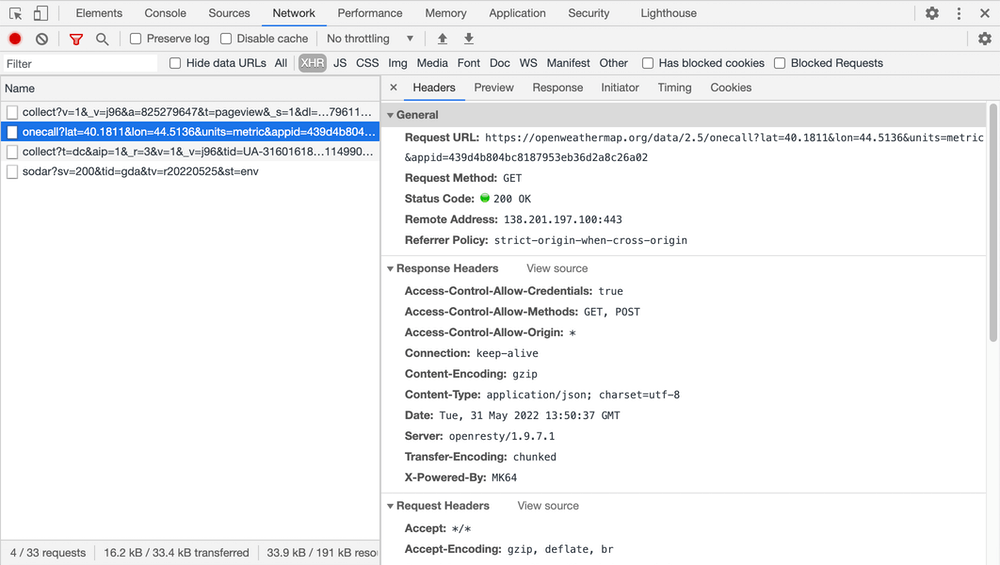 Elements Console Sources Network Performance Memory Application Security Lighthouse
Preserve log Disable cache No throttling
Filter Hide data URLs All XHR JS CSS Img Media Font Doc WS Manifest Other Has blocked cookies Blocked Requests
Name
collect?v=1&_v=j96&a=825279647&t=pageview&_s=1&dl=…79611…
onecall?lat=40.1811&lon=44.5136&units=metric&appid=439d4b804…
collect?t=dc&aip=1&_r=3&v=1&_v=j96&tid=UA-31601618…114990…
sodar?sv=200&tid=gda&tv=r20220525&st=env
4 / 33 requests 16.2 kB / 33.4 kB transferred 33.9 kB / 191 kB reso
Headers Preview Response Initiator Timing Cookies
General
Request URL: https://openweathermap.org/data/2.5/onecall?lat=40.1811&lon=44.5136&units=metric
&appid=439d4b804bc8187953eb36d2a8c26a02
Request Method: GET
Status Code: 200 OK
Remote Address: 138.201.197.100:443
Referrer Policy: strict-origin-when-cross-origin
Response Headers View source
Access-Control-Allow-Credentials: true
Access-Control-Allow-Methods: GET, POST
Access-Control-Allow-Origin: *
Connection: keep-alive
Content-Encoding: gzip
Content-Type: application/json; charset=utf-8
Date: Tue, 31 May 2022 13:50:37 GMT
Server: openresty/1.9.7.1
Transfer-Encoding: chunked
X-Powered-By: MK64
Request Headers View source
Accept: */*
Accept-Encoding: gzip, deflate, br